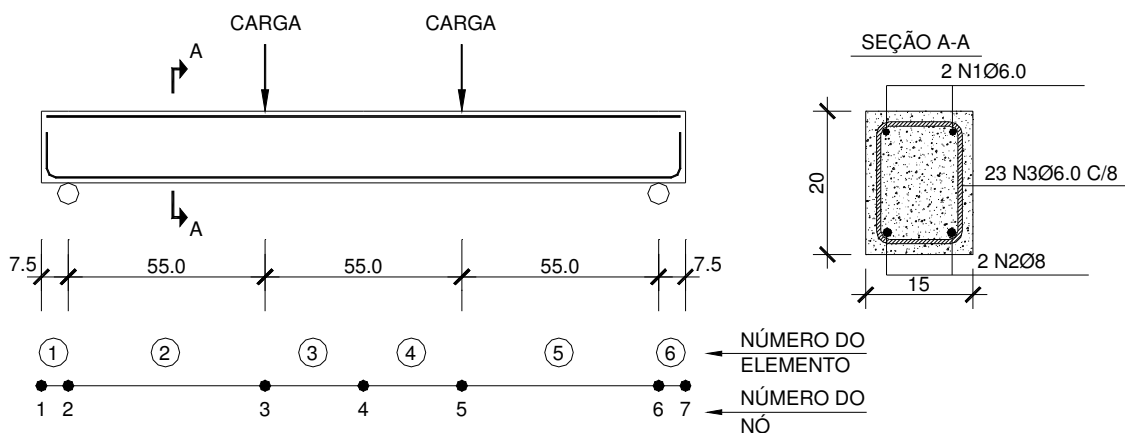 CARGA
CARGA
A
A
SEÇÃO A-A
2 N1Ø6.0
23 N3Ø6.0 C/8
2 N2Ø8
20
15
7.5
55.0
55.0
55.0
7.5
1
2
3
4
5
6
NÚMERO DO
ELEMENTO
1
2
3
4
5
6
7
NÚMERO DO
NÓ